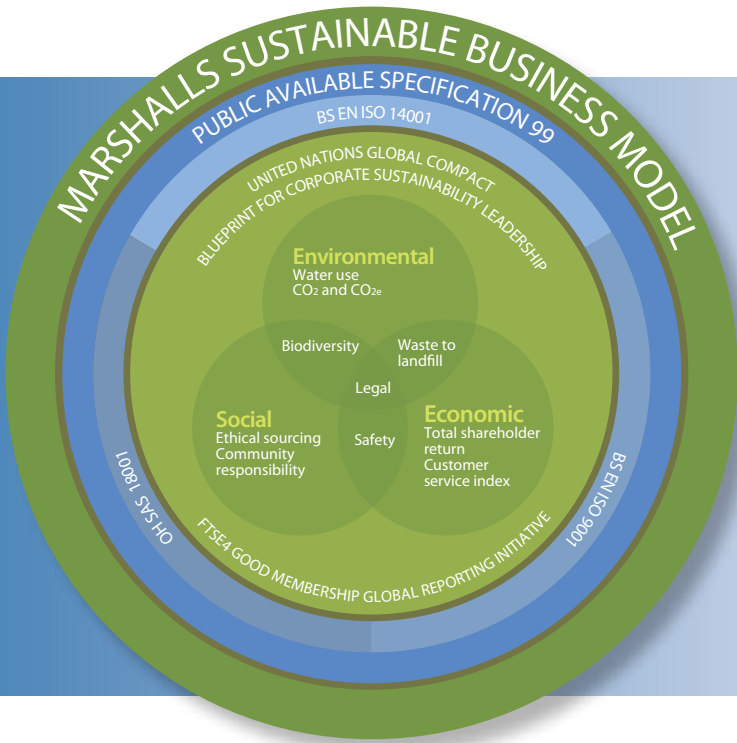 MARSHALLS SUSTAINABLE BUSINESS MODEL
PUBLIC AVAILABLE SPECIFICATION 99
BS EN ISO 14001
UNITED NATIONS GLOBAL COMPACT
BLUEPRINT FOR CORPORATE SUSTAINABILITY LEADERSHIP
Environmental
Water use
CO2 and CO2e
Biodiversity
Waste to
landfill
Legal
Social
Ethical sourcing
Community
responsibility
Safety
Economic
Total shareholder
return
Customer
service index
OH SAS 18001
BS EN ISO 9001
FTSE4 GOOD MEMBERSHIP GLOBAL REPORTING INITIATIVE